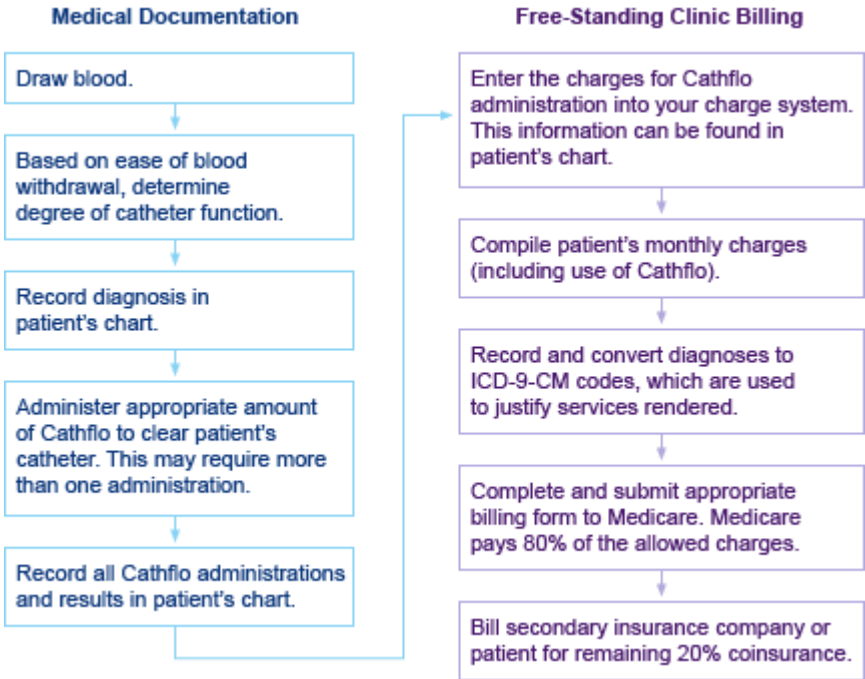 Medical Documentation
Draw blood.
Based on ease of blood
withdrawal, determine
degree of catheter function.
Record diagnosis in
patient's chart.
Administer appropriate amount
of Cathflo to clear patient's
catheter. This may require more
than one administration.
Record all Cathflo administrations
and results in patient's chart.
Free-Standing Clinic Billing
Enter the charges for Cathflo
administration into your charge system.
This information can be found in
patient's chart.
Compile patient's monthly charges
(including use of Cathflo).
Record and convert diagnoses to
ICD-9-CM codes, which are used
to justify services rendered.
Complete and submit appropriate
billing form to Medicare. Medicare
pays 80% of the allowed charges.
Bill secondary insurance company or
patient for remaining 20% coinsurance.